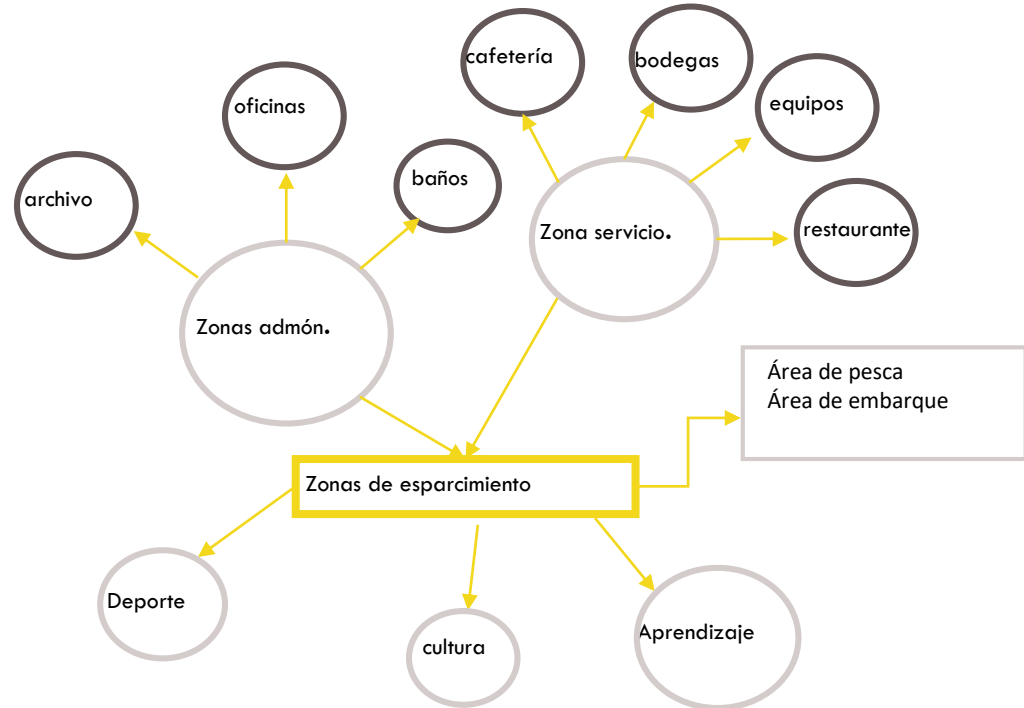 cafetería
bodegas
equipos
oficinas
baños
archivo
restaurante
Zona servicio.
Zonas admón.
Área de pesca
Área de embarque
Zonas de esparcimiento
Deporte
cultura
Aprendizaje